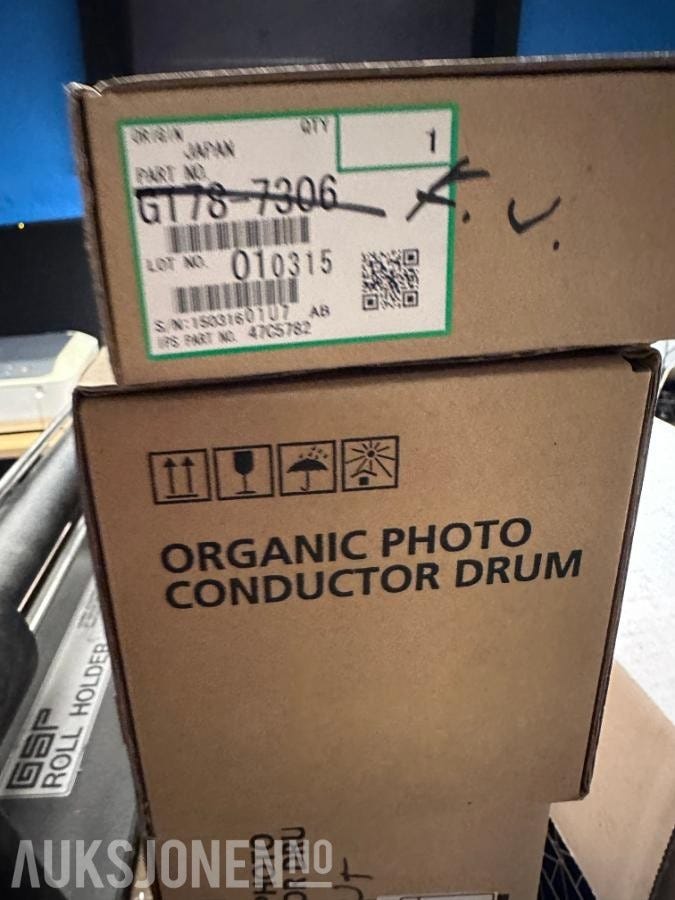 ORIGIN QTY
JAPAN 1
PART NO.
G178-7306
LOT NO. 010315
S/N:15031601U7 AB
IPS PART NO. 47C5782
ORGANIC PHOTO
CONDUCTOR DRUM
GSP
ROLL HOLDER
PHOTO
AUKSJONEN NO